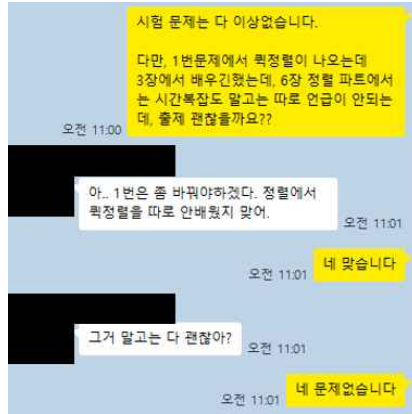 시험 문제는 다 이상없습니다.
다만, 1번문제에서 퀵정렬이 나오는데
3장에서 배우긴했는데, 6장 정렬 파트에서
는 시간복잡도 말고는 따로 언급이 안되는
데, 출제 괜찮을까요??
오전 11:00
아.. 1번은 좀 바꿔야하겠다. 정렬에서
퀵정렬을 따로 안배웠지 맞어.
오전 11:01
네 맞습니다
오전 11:01
그거 말고는 다 괜찮아?
오전 11:01
네 문제없습니다
오전 11:01